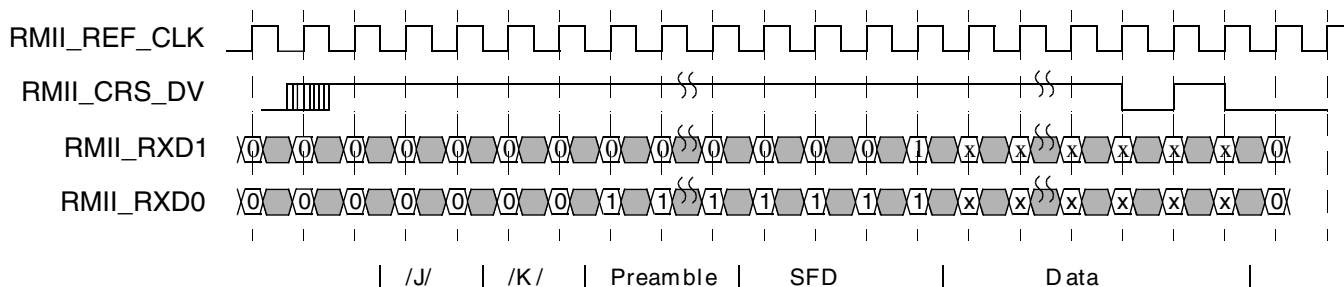 RMII_REF_CLK
RMII_CRS_DV
RMII_RXD1 0 0 0 0 0 0 0 0 0 0 0 0 0 1 x x x x x x 0
RMII_RXD0 0 0 0 0 0 0 0 1 1 1 1 1 1 1 x x x x x x 0
/J/ /K/ Preamble SFD Data